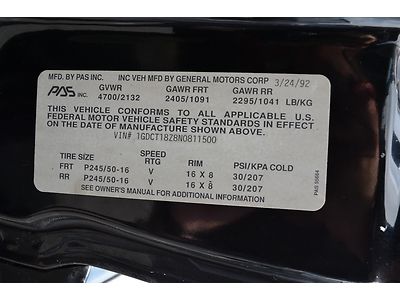 MFD. BY PAS INC. INC VEH MFD BY GENERAL MOTORS CORP 3/24/92
PAS INC. GVWR GAWR FRT GAWR RR
4700/2132 2405/1091 2295/1041 LB/KG
THIS VEHICLE CONFORMS TO ALL APPLICABLE U.S.
FEDERAL MOTOR VEHICLE SAFETY STANDARDS IN EFFECT
ON THE DATE OF MANUFACTURE SHOWN ABOVE.
VIN# 1GDCT18Z8N0811500
TIRE SIZE SPEED RTG RIM PSI/KPA COLD
FRT P245/50-16 V 16 X 8 30/207
RR P245/50-16 V 16 X 8 30/207
SEE OWNER'S MANUAL FOR ADDITIONAL INFORMATION